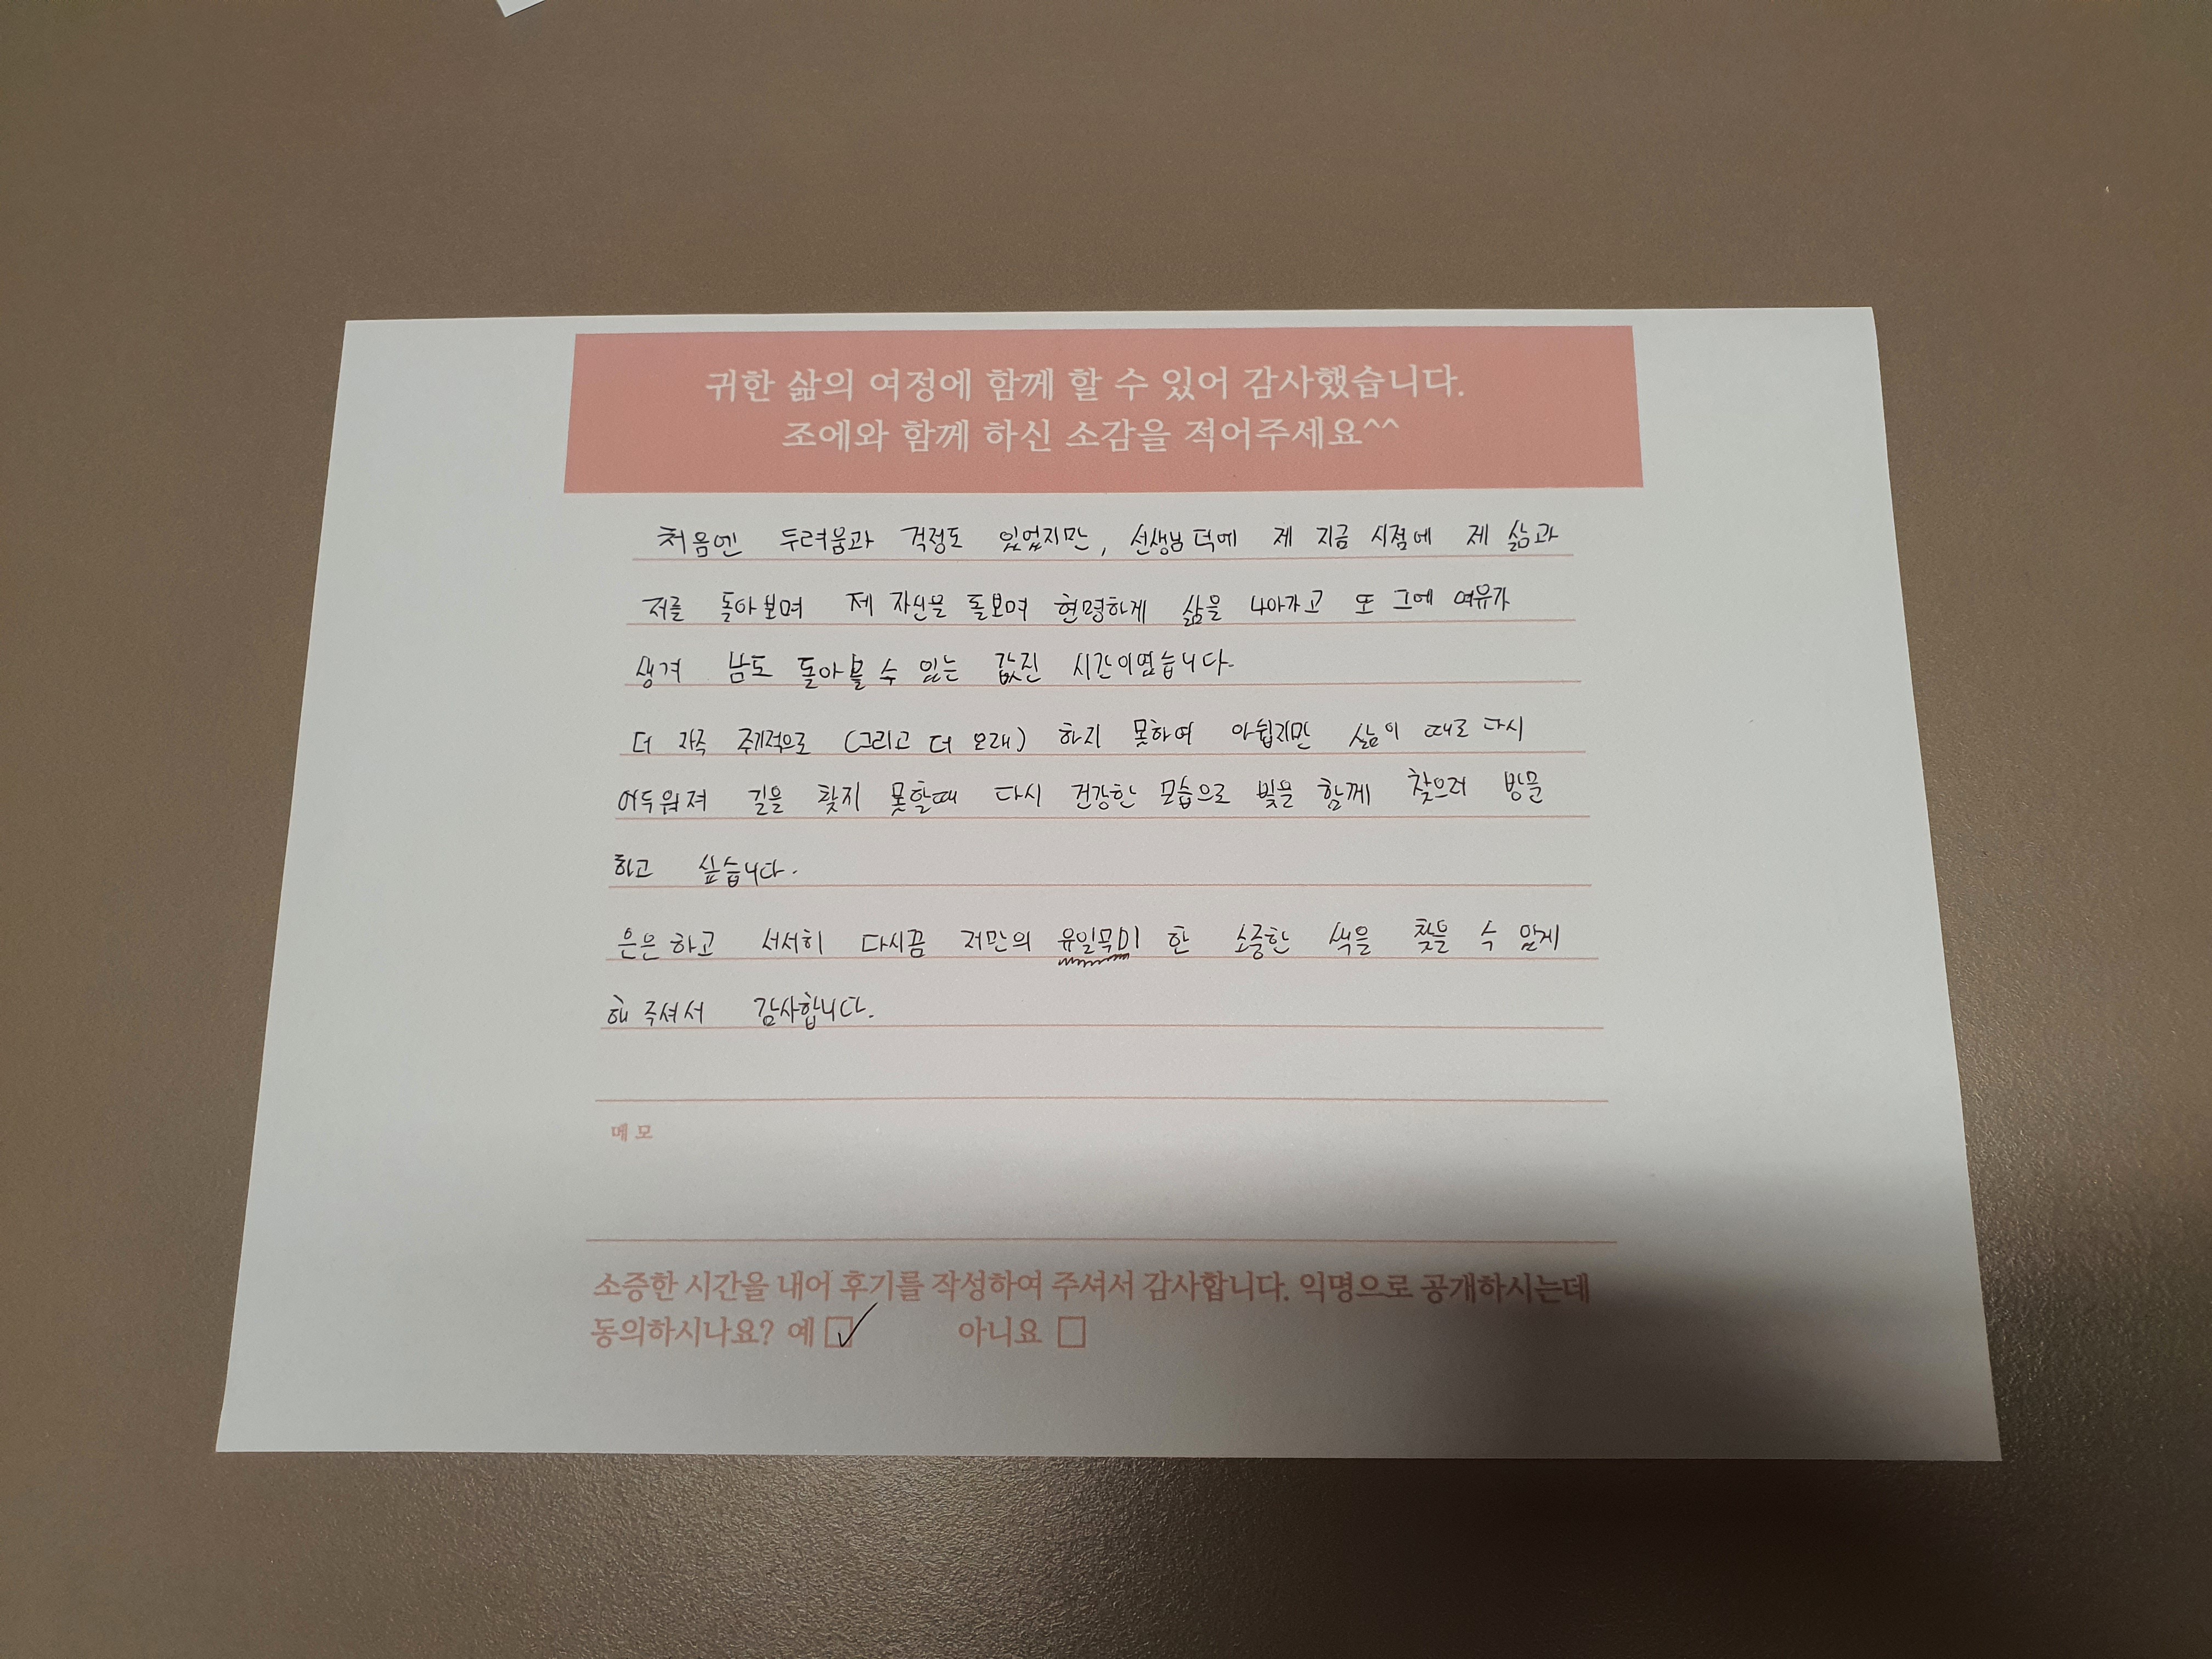 귀한 삶의 여정에 함께 할 수 있어 감사했습니다.
조에와 함께 하신 소감을 적어주세요^^
처음엔 두려움과 걱정도 있었지만, 선생님 덕에 제 지금 시점에 제 삶과
저를 돌아보며 제 자신을 돌보며 현명하게 삶을 나아가고 또 그에 여유가
생겨 남도 돌아볼 수 있는 값진 시간이였습니다.
더 자주 주기적으로 (그리고 더 오래) 하지 못하여 아쉽지만 삶이 때로 다시
어두워져 길을 찾지 못할때 다시 건강한 모습으로 빛을 함께 찾으러 방문
하고 싶습니다.
은은하고 서서히 다시끔 저만의 유일무이 한 소중한 색을 찾을 수 있게
해 주셔서 감사합니다.
메모
소중한 시간을 내어 후기를 작성하여 주셔서 감사합니다. 익명으로 공개하시는데
동의하시나요? 예 ☑ 아니요 ☐